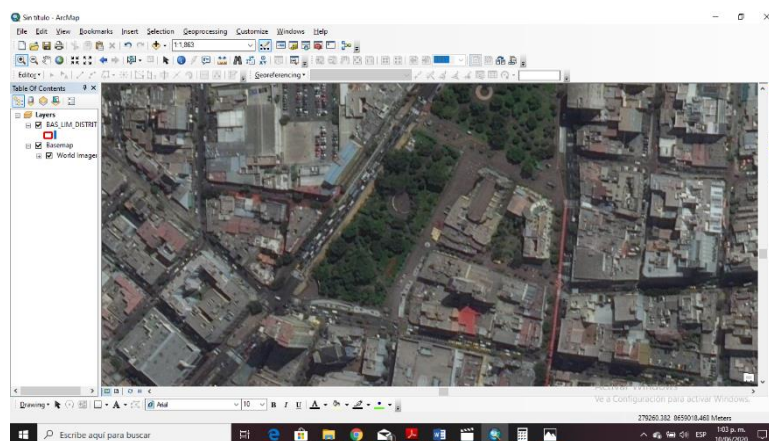 Sin título - ArcMap
File Edit View Bookmarks Insert Selection Geoprocessing Customize Windows Help
1:1,863
Editor Georeferencing
Table Of Contents
Layers
BAS_LIM_DISTRIT
Basemap
World Imager
Activar Windows
Ve a Configuración para activar Windows.
Drawing Arial 10 B I U A
279260.382 8659018.468 Meters
Escribe aquí para buscar
ESP
1:03 p. m.
10/06/2020